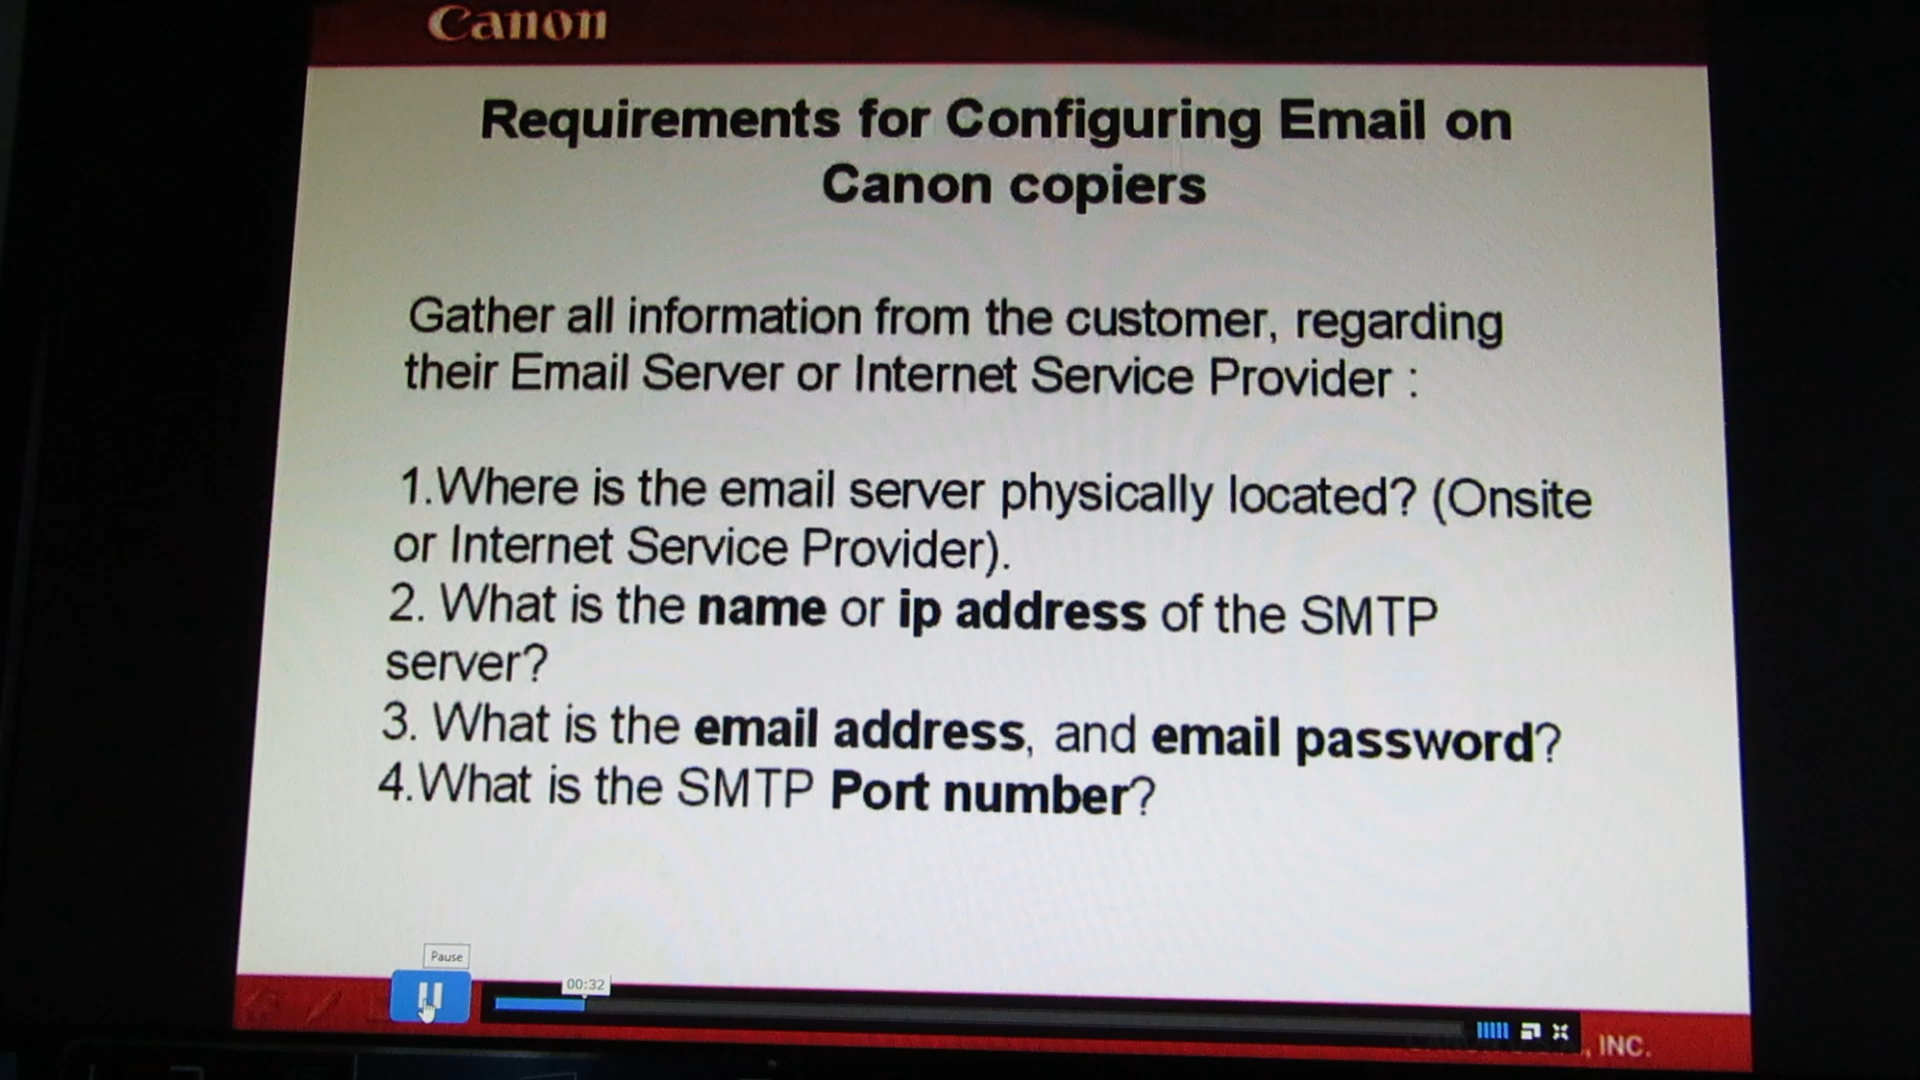 Canon
Requirements for Configuring Email on
Canon copiers
Gather all information from the customer, regarding
their Email Server or Internet Service Provider :
1.Where is the email server physically located? (Onsite
or Internet Service Provider).
2. What is the name or ip address of the SMTP
server?
3. What is the email address, and email password?
4.What is the SMTP Port number?
Pause
00:32
, INC.